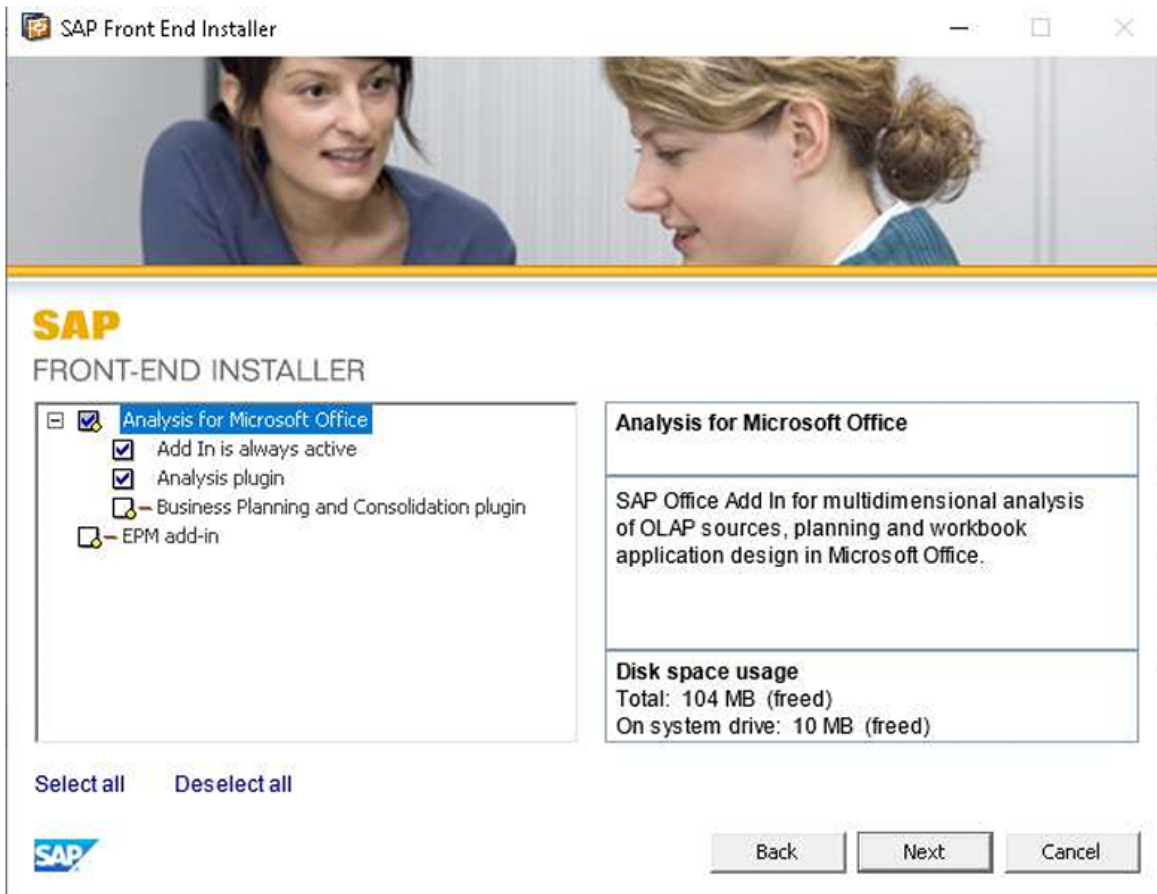 SAP Front End Installer
SAP
FRONT-END INSTALLER
Analysis for Microsoft Office
Add In is always active
Analysis plugin
Business Planning and Consolidation plugin
EPM add-in
Analysis for Microsoft Office
SAP Office Add In for multidimensional analysis
of OLAP sources, planning and workbook
application design in Microsoft Office.
Disk space usage
Total: 104 MB (freed)
On system drive: 10 MB (freed)
Select all Deselect all
SAP
Back Next Cancel